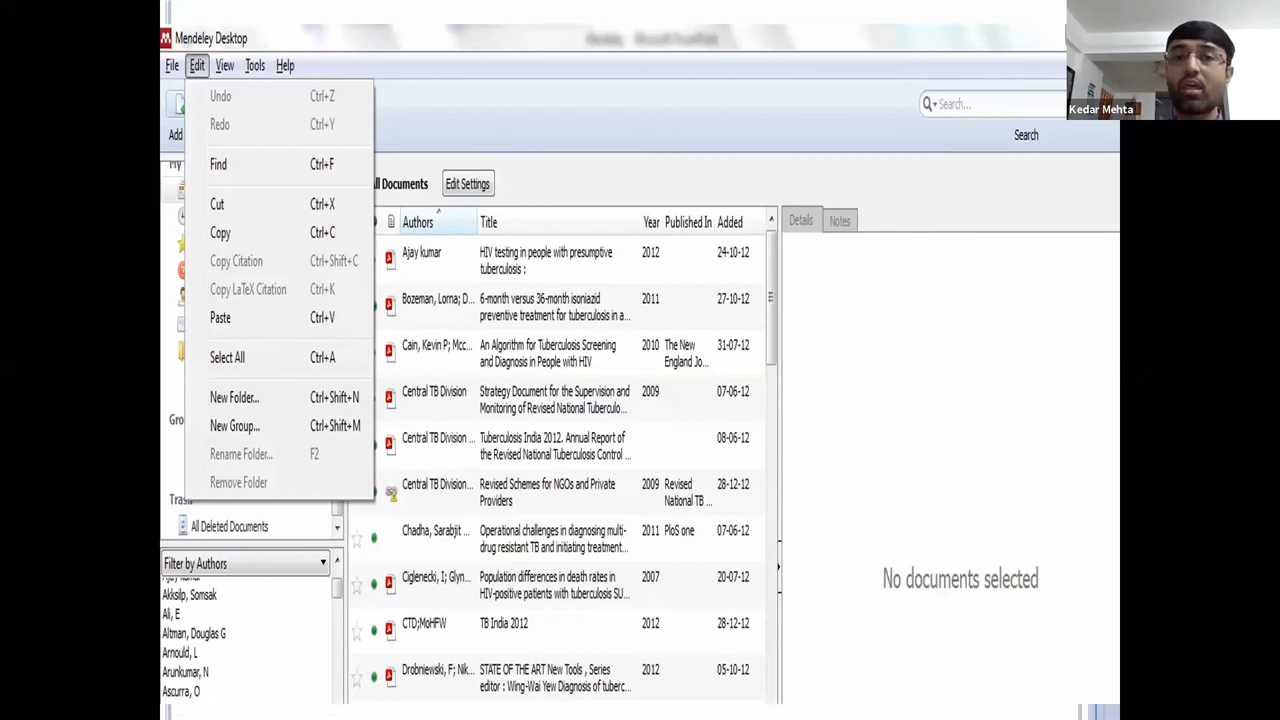 Mendeley Desktop
File Edit View Tools Help
Undo Ctrl+Z
Redo Ctrl+Y
Find Ctrl+F
Cut Ctrl+X
Copy Ctrl+C
Copy Citation Ctrl+Shift+C
Copy LaTeX Citation Ctrl+K
Paste Ctrl+V
Select All Ctrl+A
New Folder... Ctrl+Shift+N
New Group... Ctrl+Shift+M
Rename Folder... F2
Remove Folder
Add
My
Gro
Trash
All Deleted Documents
Filter by Authors
Ajay kumar
Akksilp, Somsak
Ali, E
Altman, Douglas G
Arnould, L
Arunkumar, N
Ascurra, O
Search...
Search
Kedar Mehta
ll Documents Edit Settings
Authors Title Year Published In Added
Ajay kumar HIV testing in people with presumptive 2012 24-10-12
tuberculosis :
Bozeman, Lorna; D... 6-month versus 36-month isoniazid 2011 27-10-12
preventive treatment for tuberculosis in a...
Cain, Kevin P; Mcc... An Algorithm for Tuberculosis Screening 2010 The New 31-07-12
and Diagnosis in People with HIV England Jo...
Central TB Division Strategy Document for the Supervision and 2009 07-06-12
Monitoring of Revised National Tuberculo...
Central TB Division ... Tuberculosis India 2012. Annual Report of 08-06-12
the Revised National Tuberculosis Control ...
Central TB Division... Revised Schemes for NGOs and Private 2009 Revised 28-12-12
Providers National TB ...
Chadha, Sarabjit ... Operational challenges in diagnosing multi- 2011 PloS one 07-06-12
drug resistant TB and initiating treatment...
Ciglenecki, I; Glyn... Population differences in death rates in 2007 20-07-12
HIV-positive patients with tuberculosis SU...
CTD;MoHFW TB India 2012 2012 28-12-12
Drobniewski, F; Nik... STATE OF THE ART New Tools , Series 2012 05-10-12
editor : Wing-Wai Yew Diagnosis of tuberc...
Details Notes
No documents selected